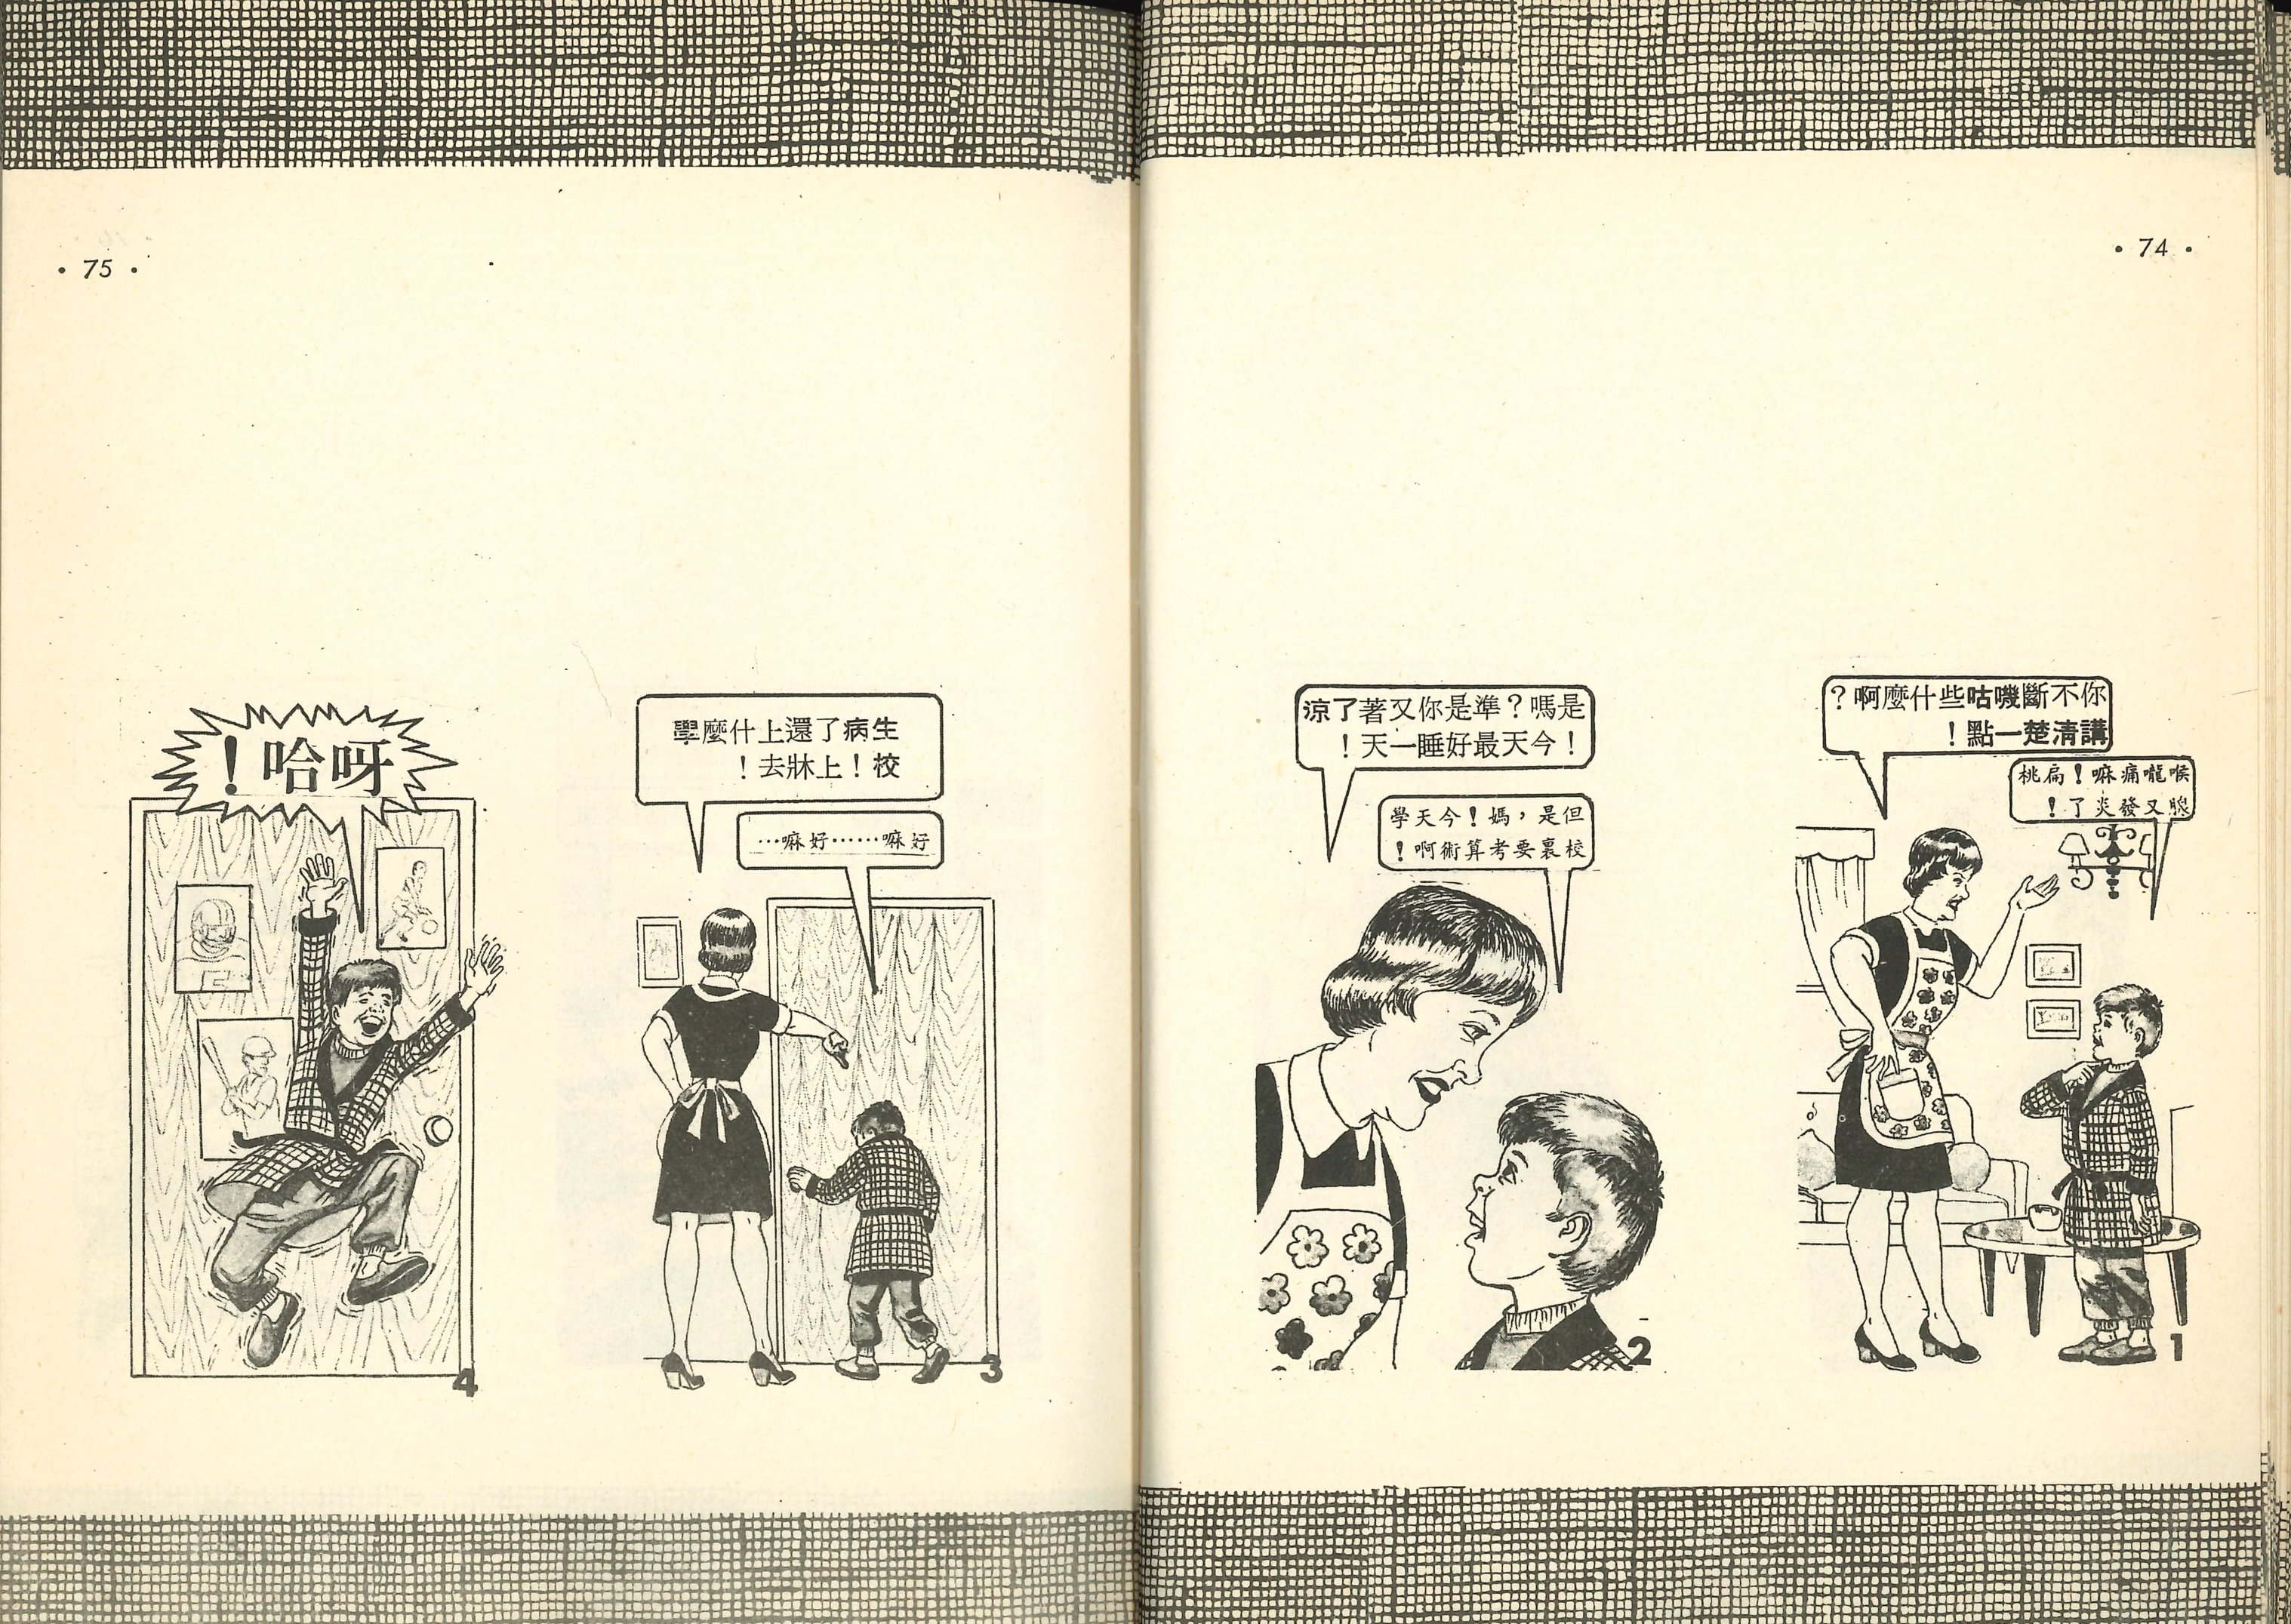 • 74 •
你不斷嘰咕些什麼啊？
講清楚一點！
喉嚨痛嘛！扁桃
腺又發炎了！
1
是嗎？準是你又著了涼
！今天最好睡一天！
但是，媽！今天學
校裏要考算術啊！
2
• 75 •
生病了還上什麼學
校！上牀去！
好嘛……好嘛…
3
呀哈！
4